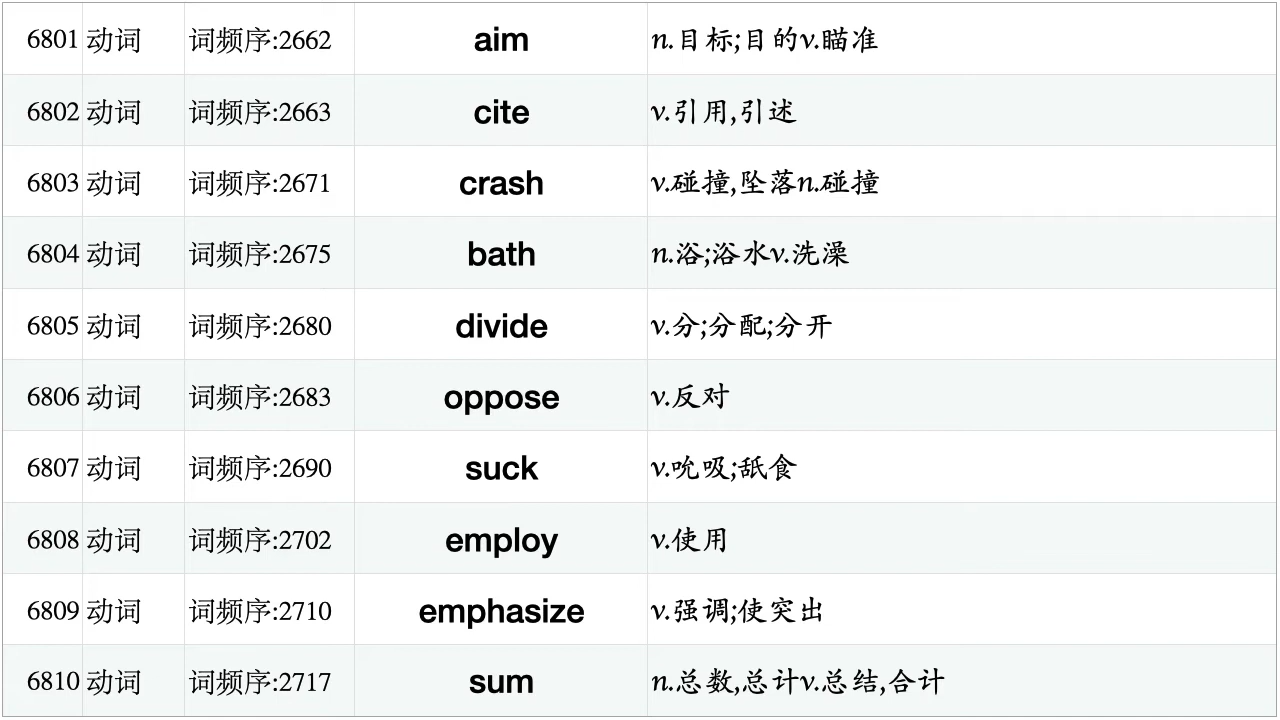 6801 动词 词频序:2662 aim n.目标;目的v.瞄准
6802 动词 词频序:2663 cite v.引用,引述
6803 动词 词频序:2671 crash v.碰撞,坠落n.碰撞
6804 动词 词频序:2675 bath n.浴;浴水v.洗澡
6805 动词 词频序:2680 divide v.分;分配;分开
6806 动词 词频序:2683 oppose v.反对
6807 动词 词频序:2690 suck v.吮吸;舐食
6808 动词 词频序:2702 employ v.使用
6809 动词 词频序:2710 emphasize v.强调;使突出
6810 动词 词频序:2717 sum n.总数,总计v.总结,合计